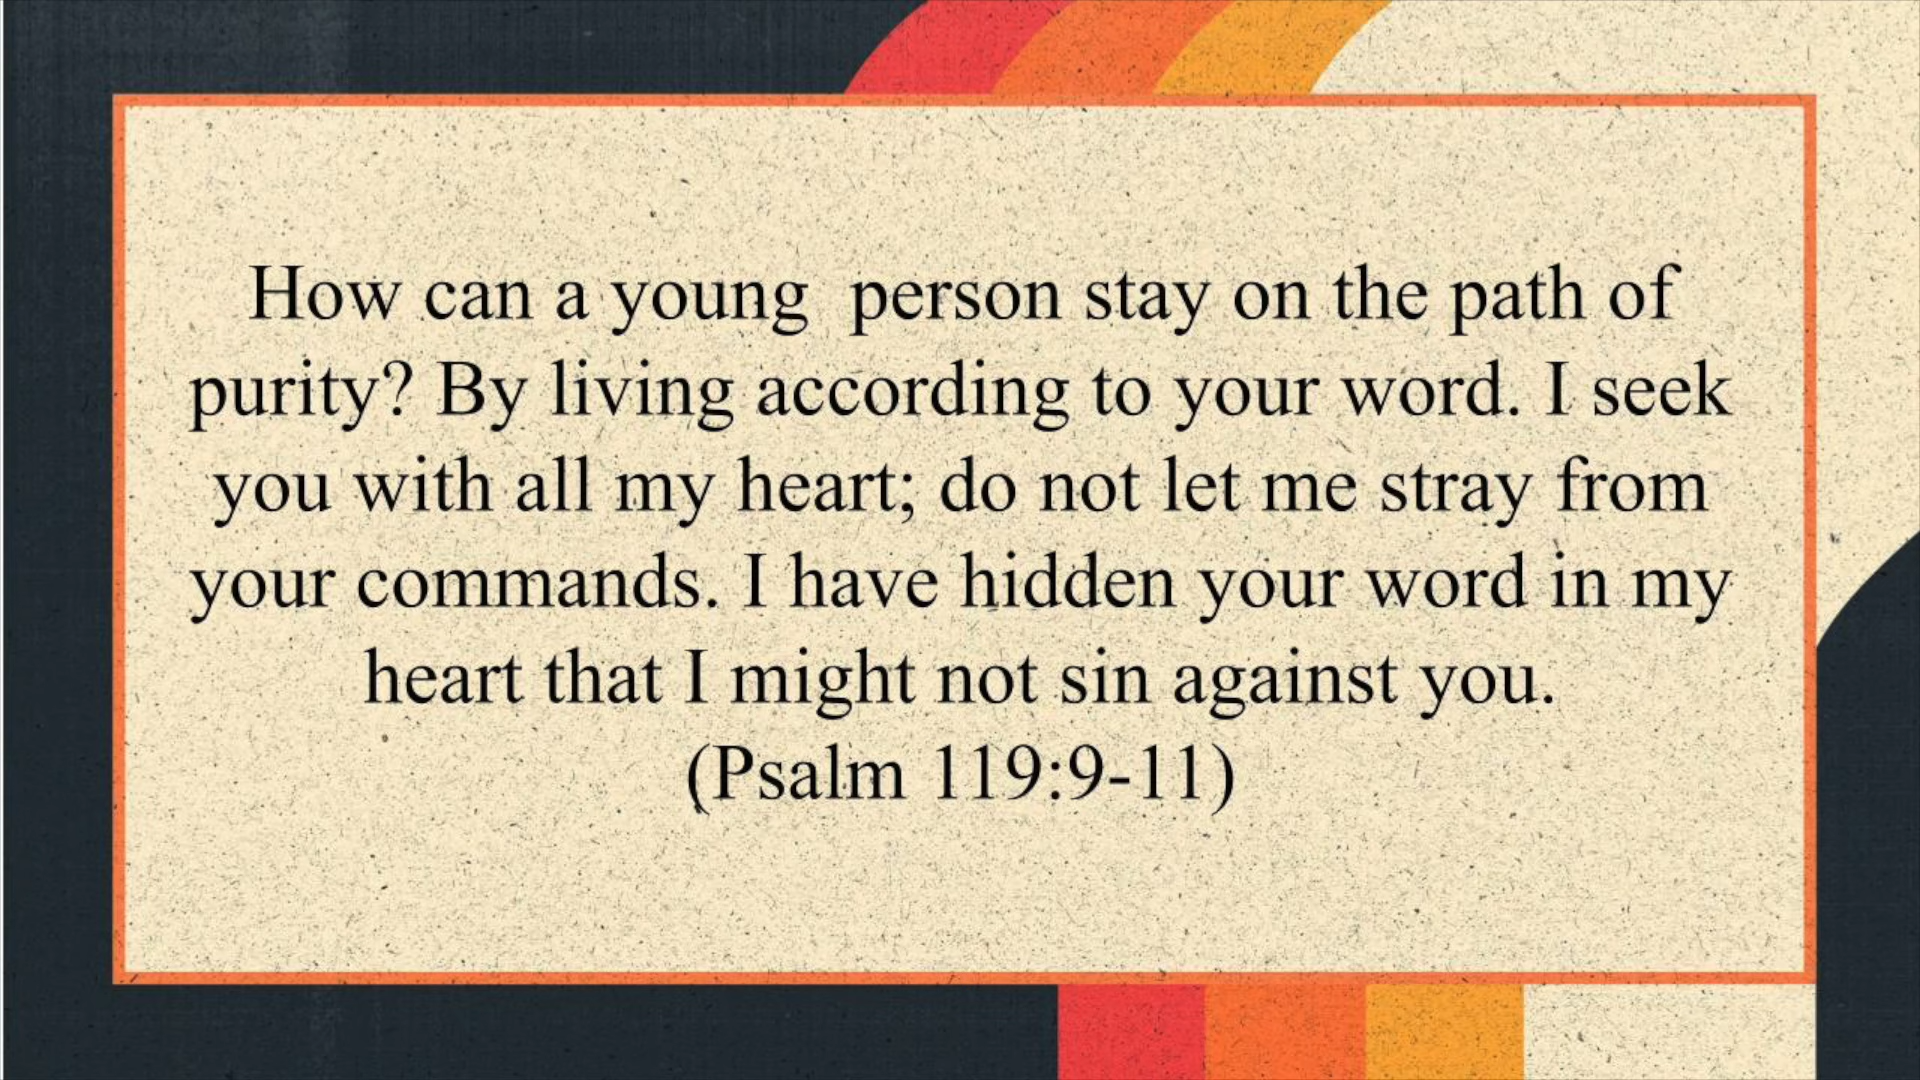 How can a young  person stay on the path of
purity? By living according to your word. I seek
you with all my heart; do not let me stray from
your commands. I have hidden your word in my
heart that I might not sin against you.
(Psalm 119:9-11)